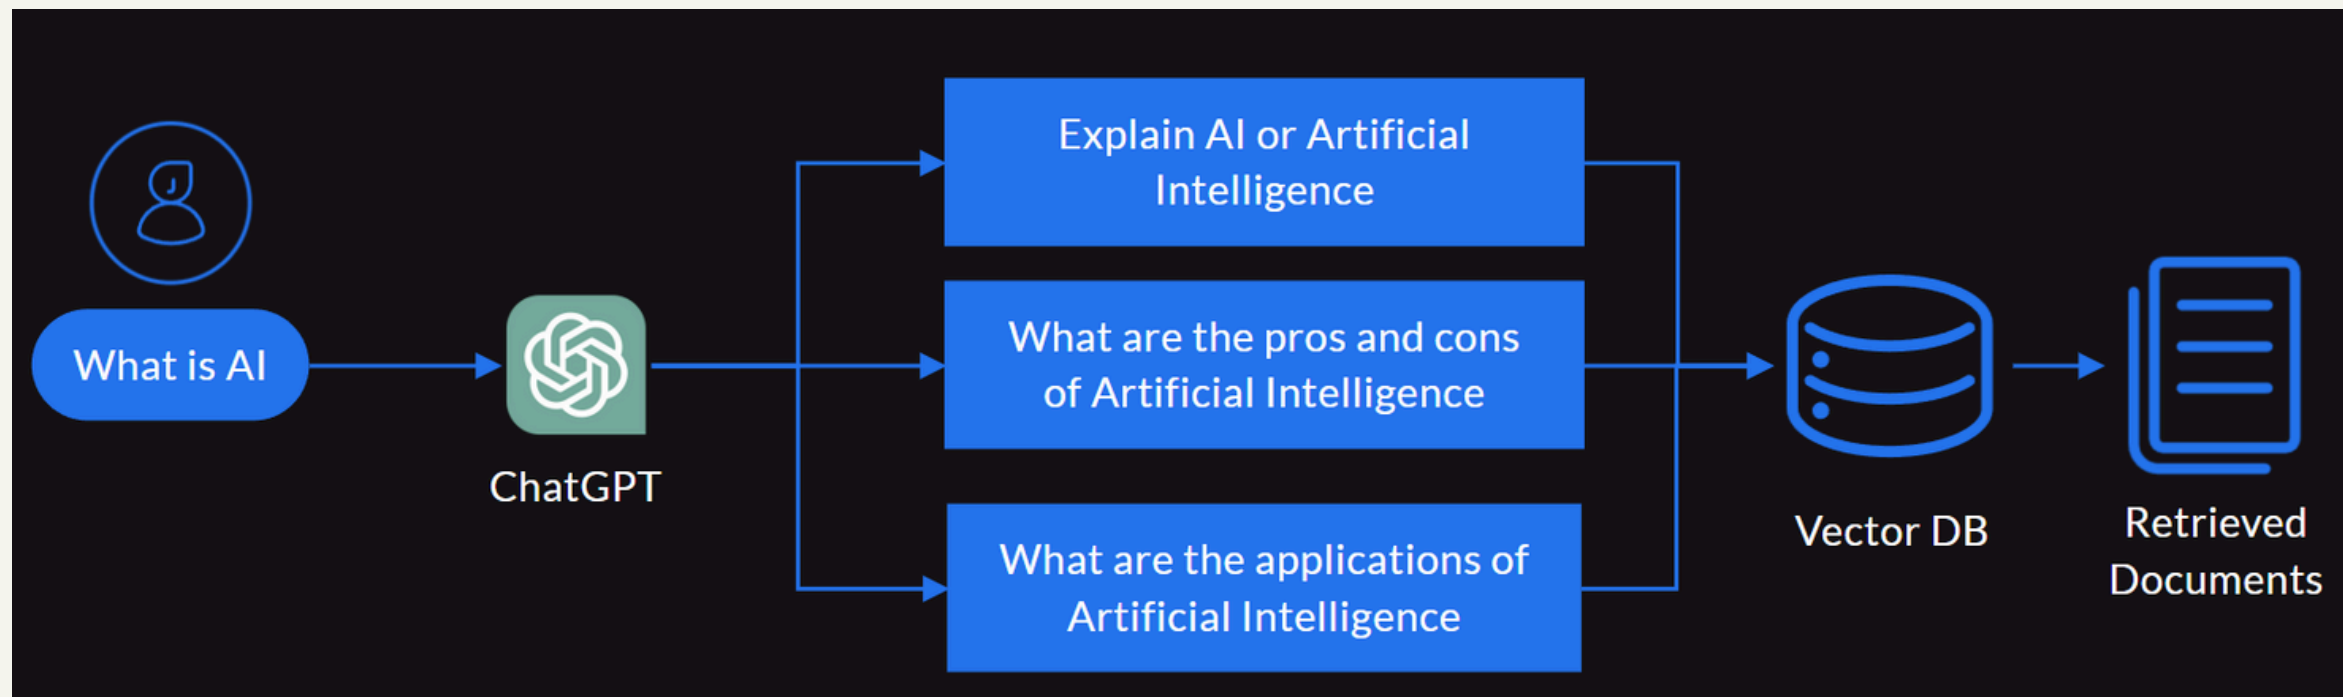 What is AI
ChatGPT
Explain AI or Artificial
Intelligence
What are the pros and cons
of Artificial Intelligence
What are the applications of
Artificial Intelligence
Vector DB
Retrieved
Documents